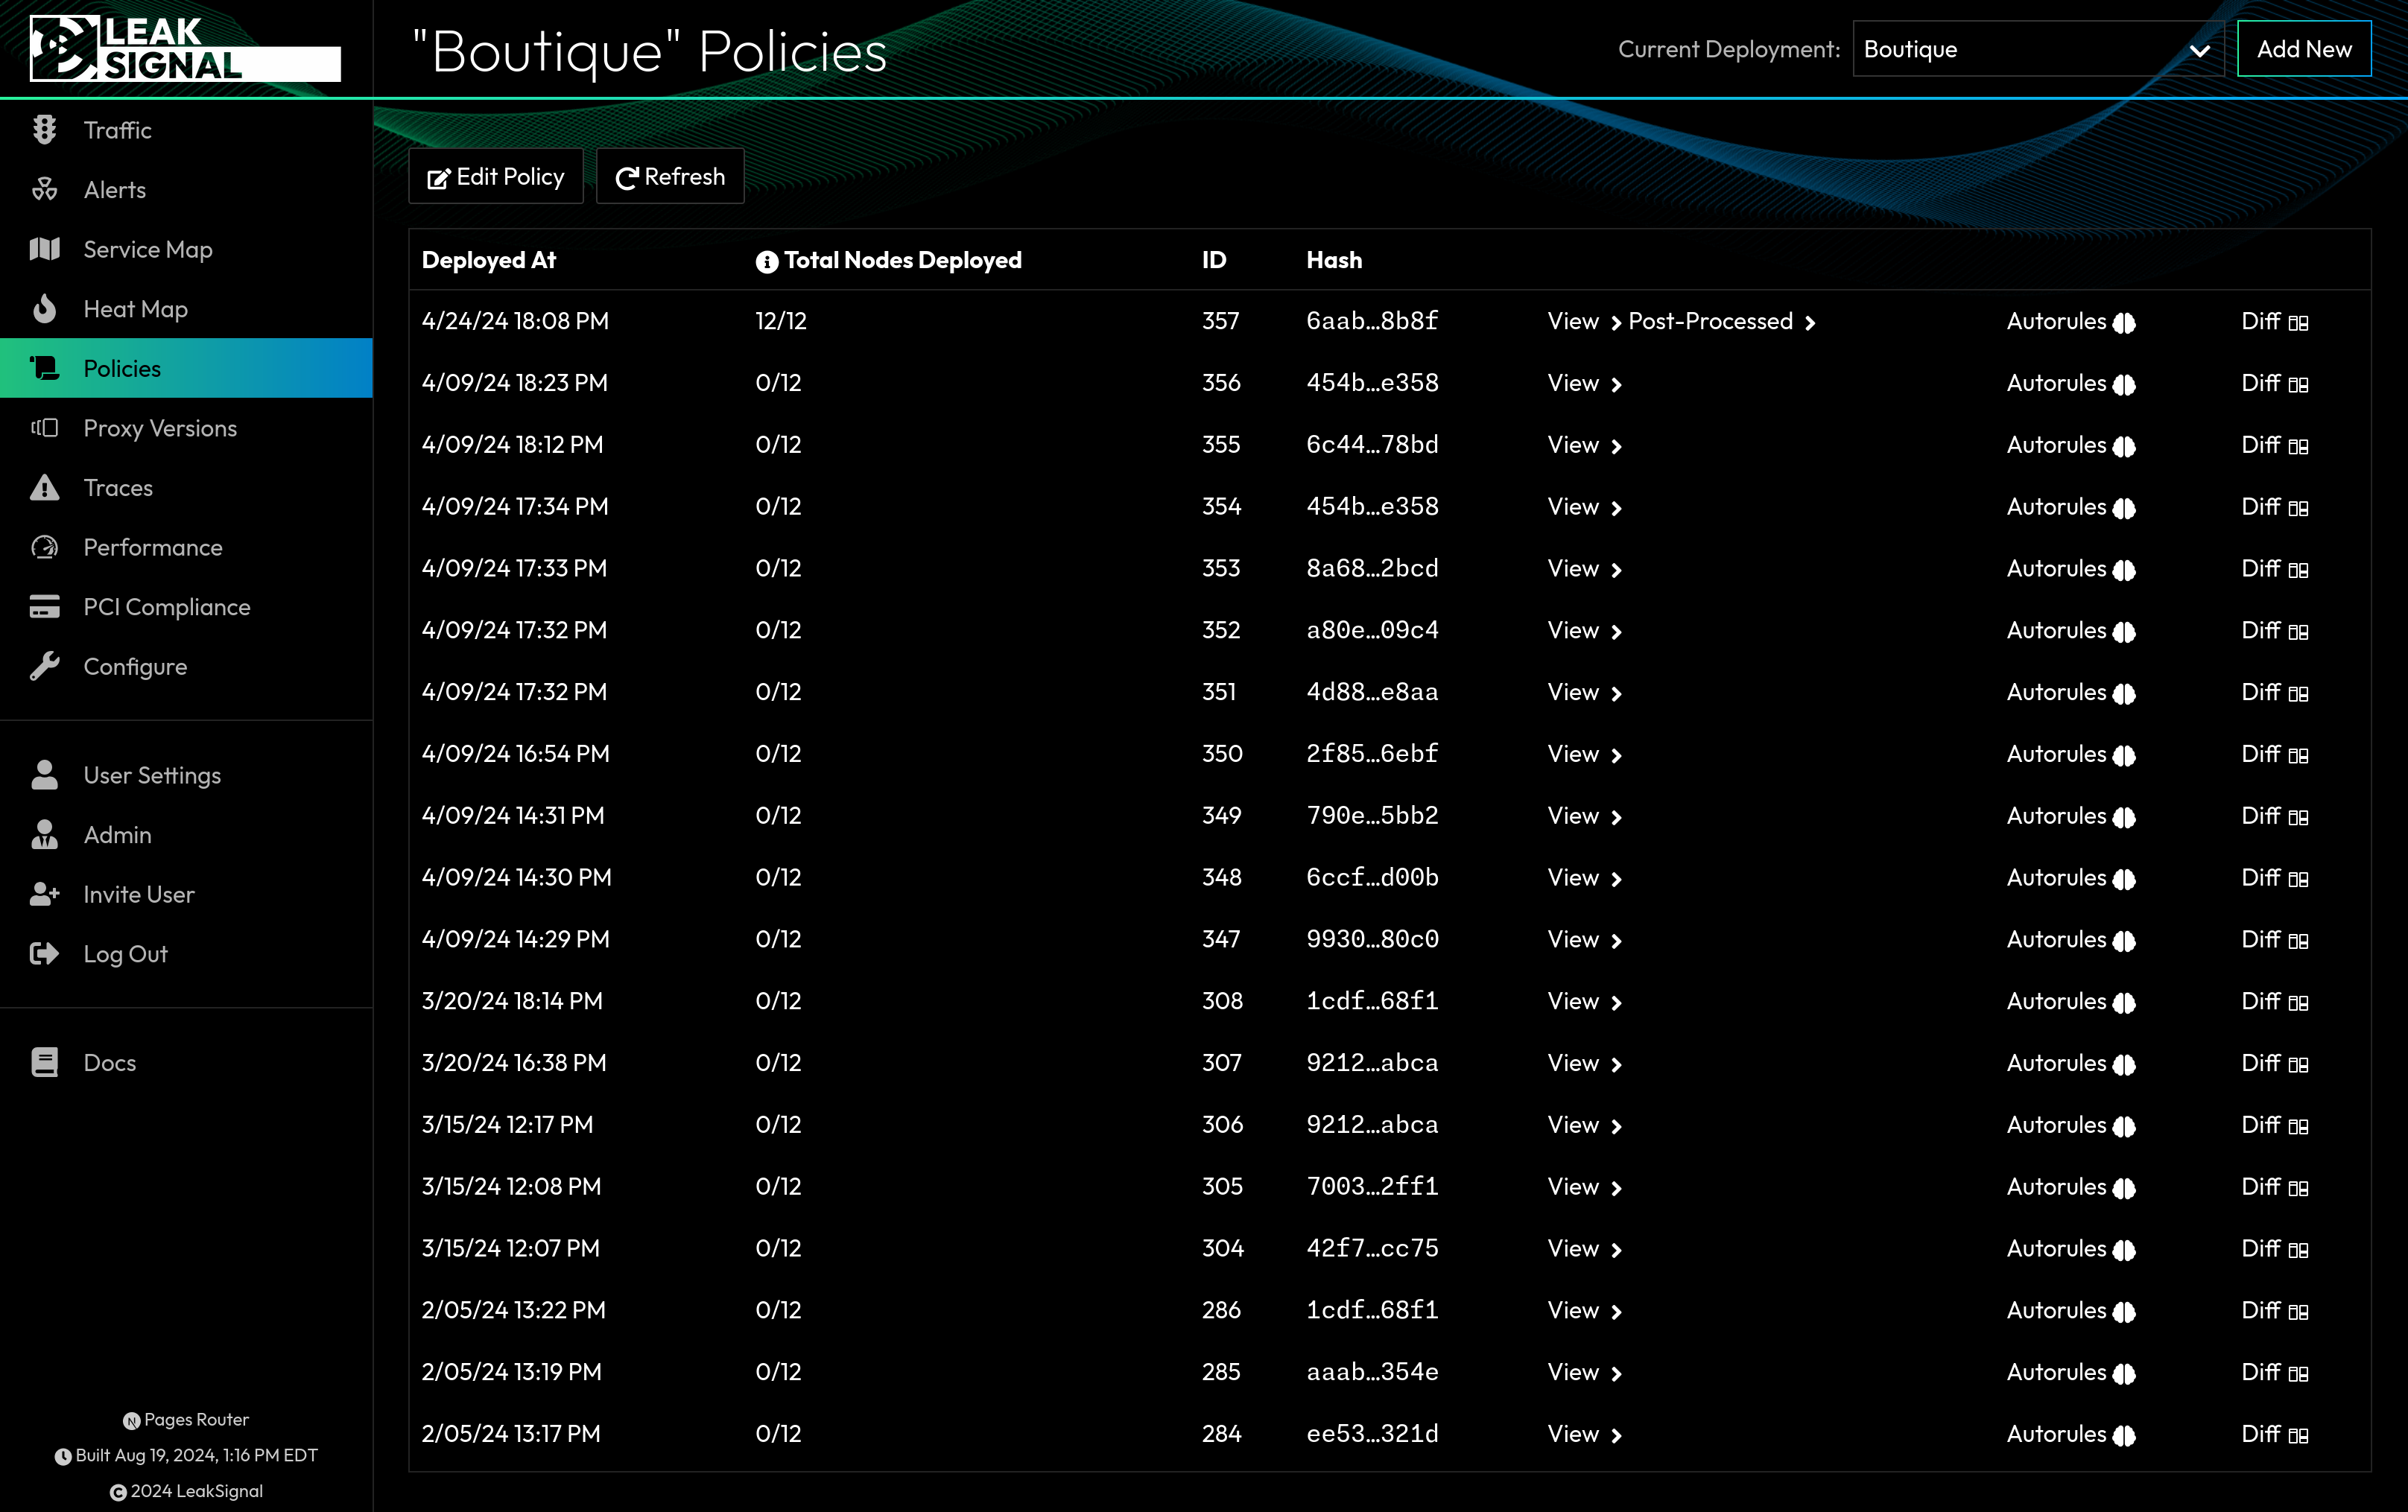 LEAK
SIGNAL
"Boutique" Policies
Current Deployment: Boutique Add New
Traffic
Alerts
Service Map
Heat Map
Policies
Proxy Versions
Traces
Performance
PCI Compliance
Configure
User Settings
Admin
Invite User
Log Out
Docs
Pages Router
Built Aug 19, 2024, 1:16 PM EDT
2024 LeakSignal
Edit Policy Refresh
Deployed At Total Nodes Deployed ID Hash
4/24/24 18:08 PM 12/12 357 6aab…8b8f View Post-Processed Autorules Diff
4/09/24 18:23 PM 0/12 356 454b…e358 View Autorules Diff
4/09/24 18:12 PM 0/12 355 6c44…78bd View Autorules Diff
4/09/24 17:34 PM 0/12 354 454b…e358 View Autorules Diff
4/09/24 17:33 PM 0/12 353 8a68…2bcd View Autorules Diff
4/09/24 17:32 PM 0/12 352 a80e…09c4 View Autorules Diff
4/09/24 17:32 PM 0/12 351 4d88…e8aa View Autorules Diff
4/09/24 16:54 PM 0/12 350 2f85…6ebf View Autorules Diff
4/09/24 14:31 PM 0/12 349 790e…5bb2 View Autorules Diff
4/09/24 14:30 PM 0/12 348 6ccf…d00b View Autorules Diff
4/09/24 14:29 PM 0/12 347 9930…80c0 View Autorules Diff
3/20/24 18:14 PM 0/12 308 1cdf…68f1 View Autorules Diff
3/20/24 16:38 PM 0/12 307 9212…abca View Autorules Diff
3/15/24 12:17 PM 0/12 306 9212…abca View Autorules Diff
3/15/24 12:08 PM 0/12 305 7003…2ff1 View Autorules Diff
3/15/24 12:07 PM 0/12 304 42f7…cc75 View Autorules Diff
2/05/24 13:22 PM 0/12 286 1cdf…68f1 View Autorules Diff
2/05/24 13:19 PM 0/12 285 aaab…354e View Autorules Diff
2/05/24 13:17 PM 0/12 284 ee53…321d View Autorules Diff